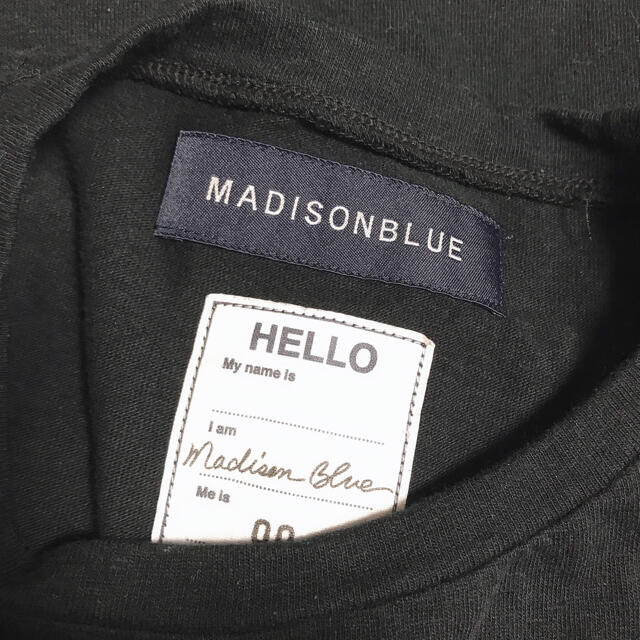 MADISONBLUE
HELLO
My name is
I am
Madison Blue
Me is